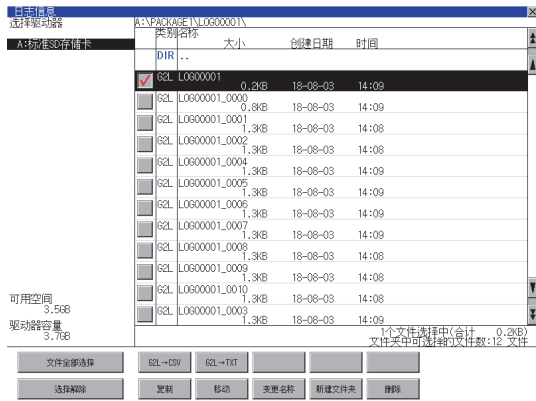 日志信息
选择驱动器
A:\PACKAGE1\LOG00001\
A:标准SD存储卡
类别 名称 大小 创建日期 时间
DIR ..
G2L LOG00001 0.2KB 18-08-03 14:09
G2L LOG00001_0000 0.8KB 18-08-03 14:09
G2L LOG00001_0001 1.3KB 18-08-03 14:08
G2L LOG00001_0002 1.3KB 18-08-03 14:08
G2L LOG00001_0004 1.3KB 18-08-03 14:09
G2L LOG00001_0005 1.3KB 18-08-03 14:09
G2L LOG00001_0006 1.3KB 18-08-03 14:09
G2L LOG00001_0007 1.3KB 18-08-03 14:09
G2L LOG00001_0008 1.3KB 18-08-03 14:08
G2L LOG00001_0009 1.3KB 18-08-03 14:08
G2L LOG00001_0010 1.3KB 18-08-03 14:08
G2L LOG00001_0003 1.3KB 18-08-03 14:09
可用空间
3.5GB
驱动器容量
3.7GB
1个文件选择中(合计 0.2KB)
文件夹中可选择的文件数:12 文件
文件全部选择 G2L→CSV G2L→TXT
选择解除 复制 移动 变更名称 新建文件夹 删除